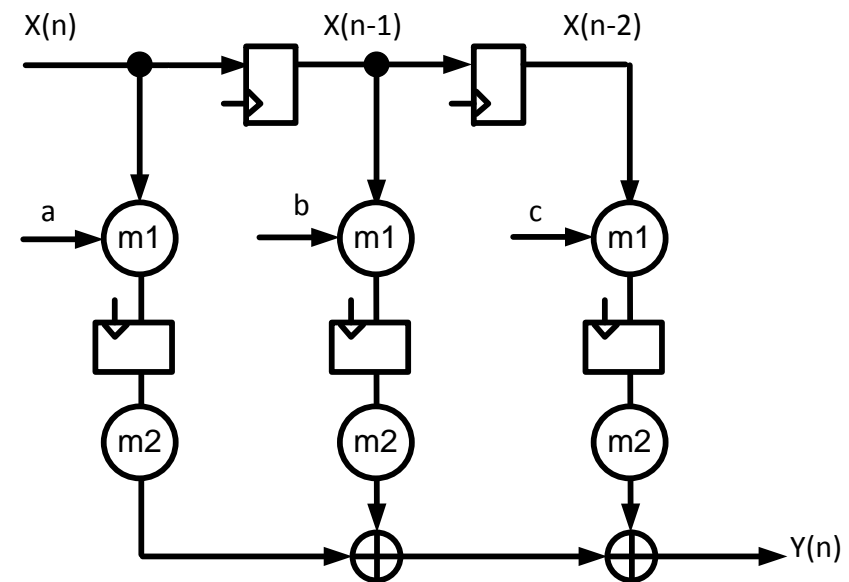 X(n) X(n-1) X(n-2)
a b c
m1 m1 m1
m2 m2 m2
Y(n)